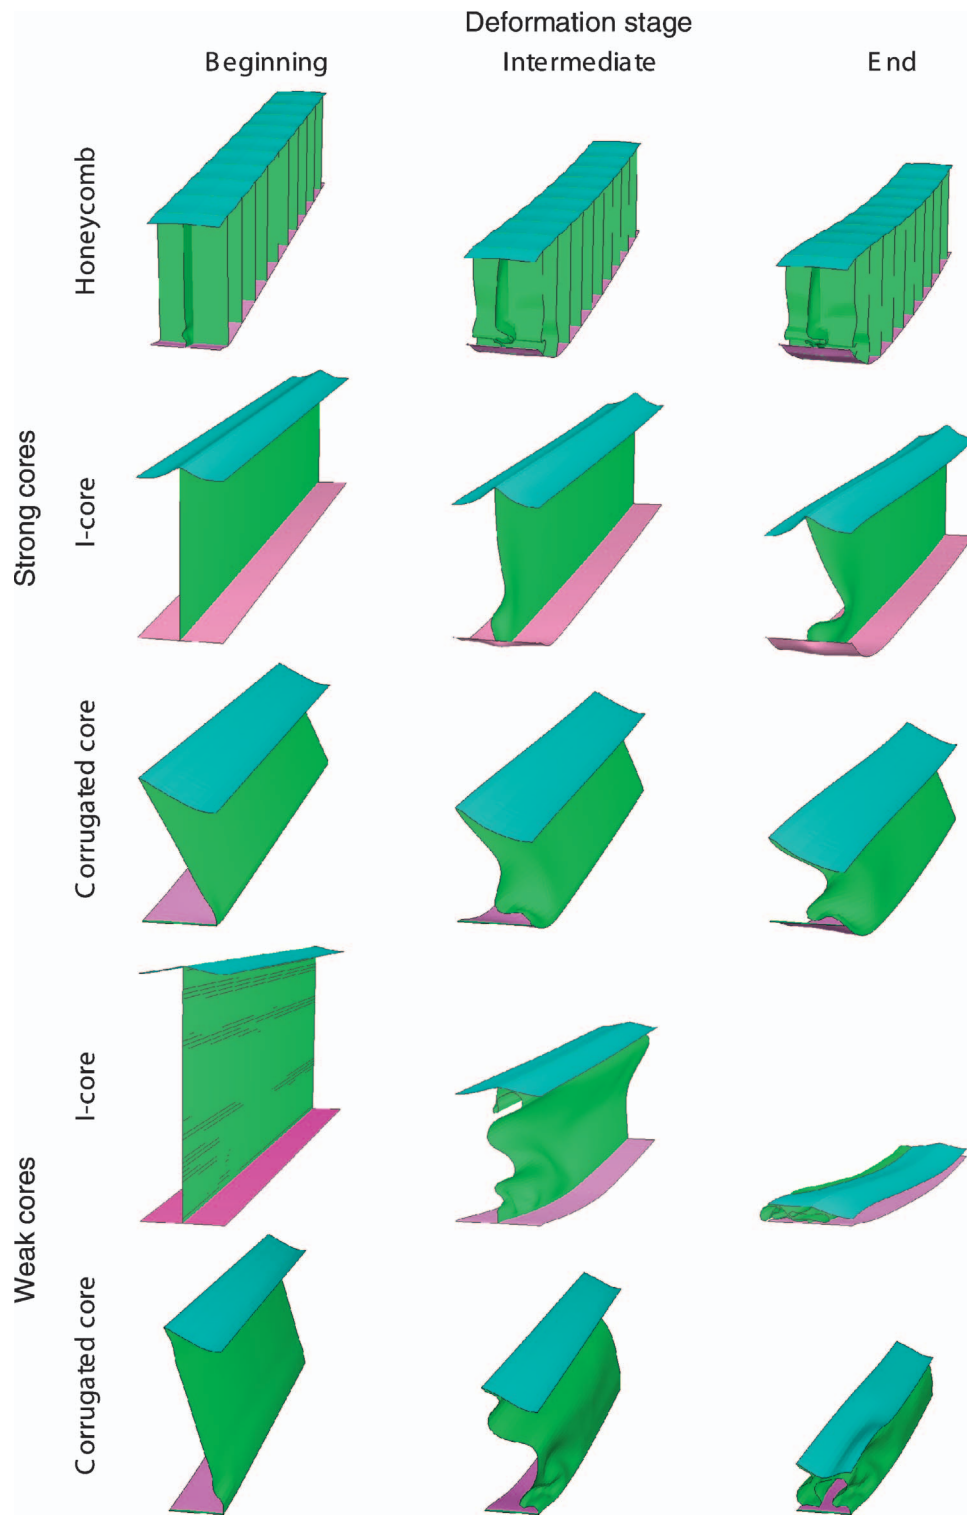 Deformation stage
Beginning Intermediate End
Strong cores
Honeycomb
I-core
Corrugated core
Weak cores
I-core
Corrugated core